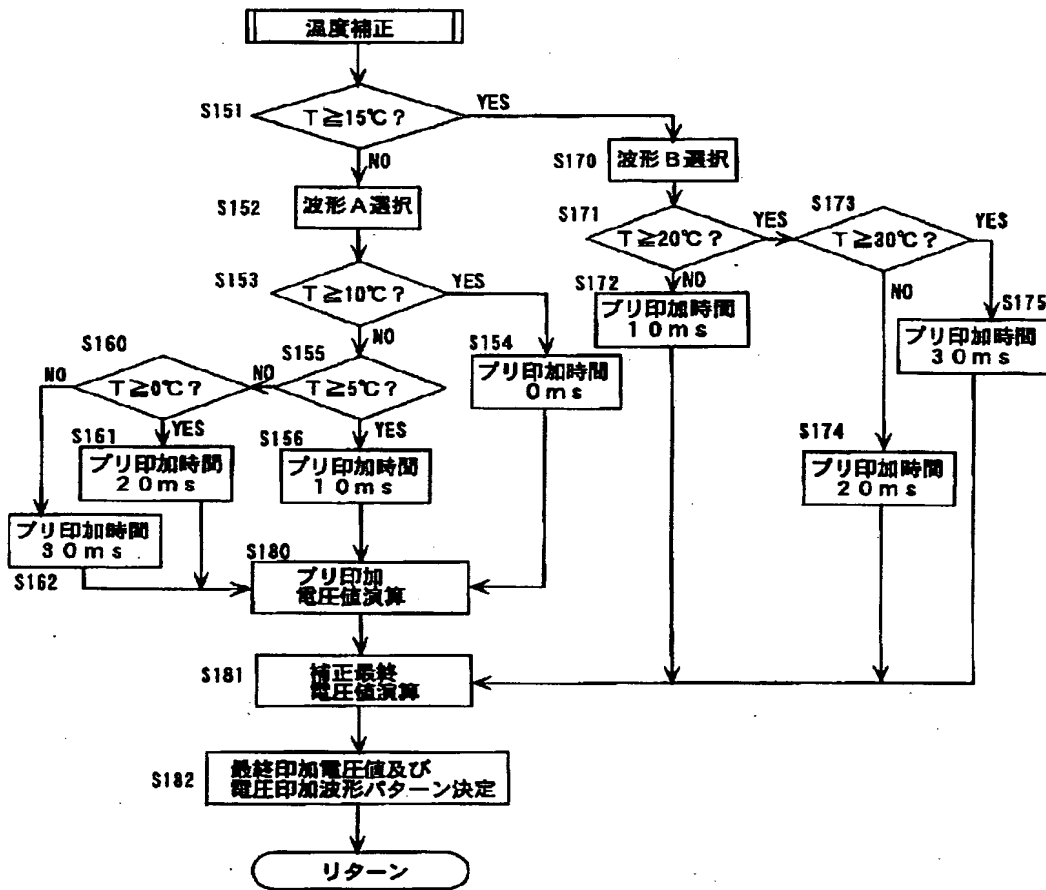 温度補正
S151
T≧15℃?
YES
NO
S152
波形A選択
S170
波形B選択
S171
T≧20℃?
YES
S173
T≧30℃?
YES
S153
T≧10℃?
YES
NO
S172
NO
プリ印加時間
10ms
NO
S175
プリ印加時間
30ms
S154
プリ印加時間
0ms
S160
T≧0℃?
NO
YES
S155
T≧5℃?
NO
YES
S161
プリ印加時間
20ms
S156
プリ印加時間
10ms
S174
プリ印加時間
20ms
プリ印加時間
30ms
S162
S180
プリ印加
電圧値演算
S181
補正最終
電圧値演算
S182
最終印加電圧値及び
電圧印加波形パターン決定
リターン